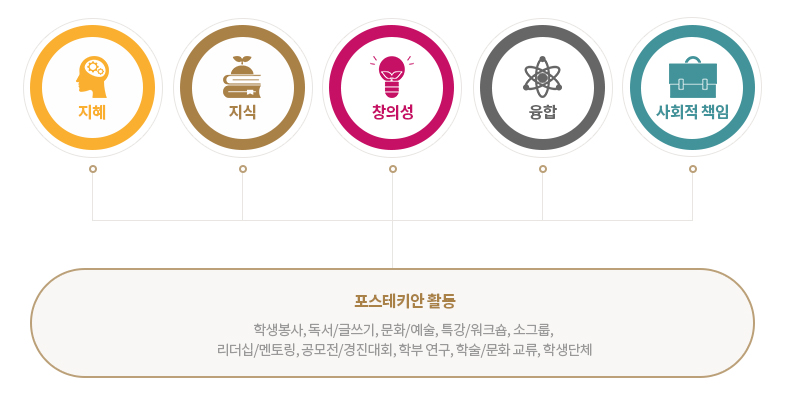 지혜
지식
창의성
융합
사회적 책임
포스테키안 활동
학생봉사, 독서/글쓰기, 문화/예술, 특강/워크숍, 소그룹,
리더십/멘토링, 공모전/경진대회, 학부 연구, 학술/문화 교류, 학생단체